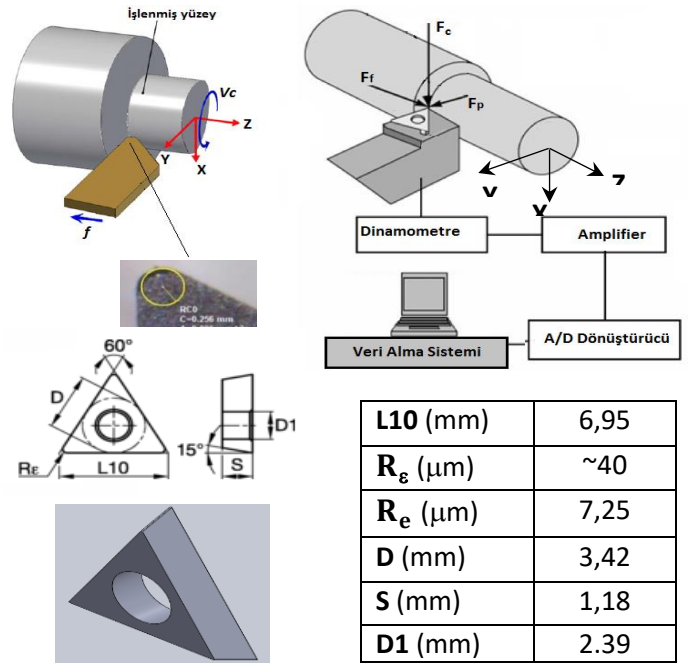 İşlenmiş yüzey
Vc
Z
Y
X
f
RC0
C=0.256 mm
60°
D
Rε
L10
15°
S
D1
Fc
Ff
Fp
Dinamometre
Amplifier
A/D Dönüştürücü
Veri Alma Sistemi
L10 (mm) 6,95
Rε (μm) ~40
Re (μm) 7,25
D (mm) 3,42
S (mm) 1,18
D1 (mm) 2.39